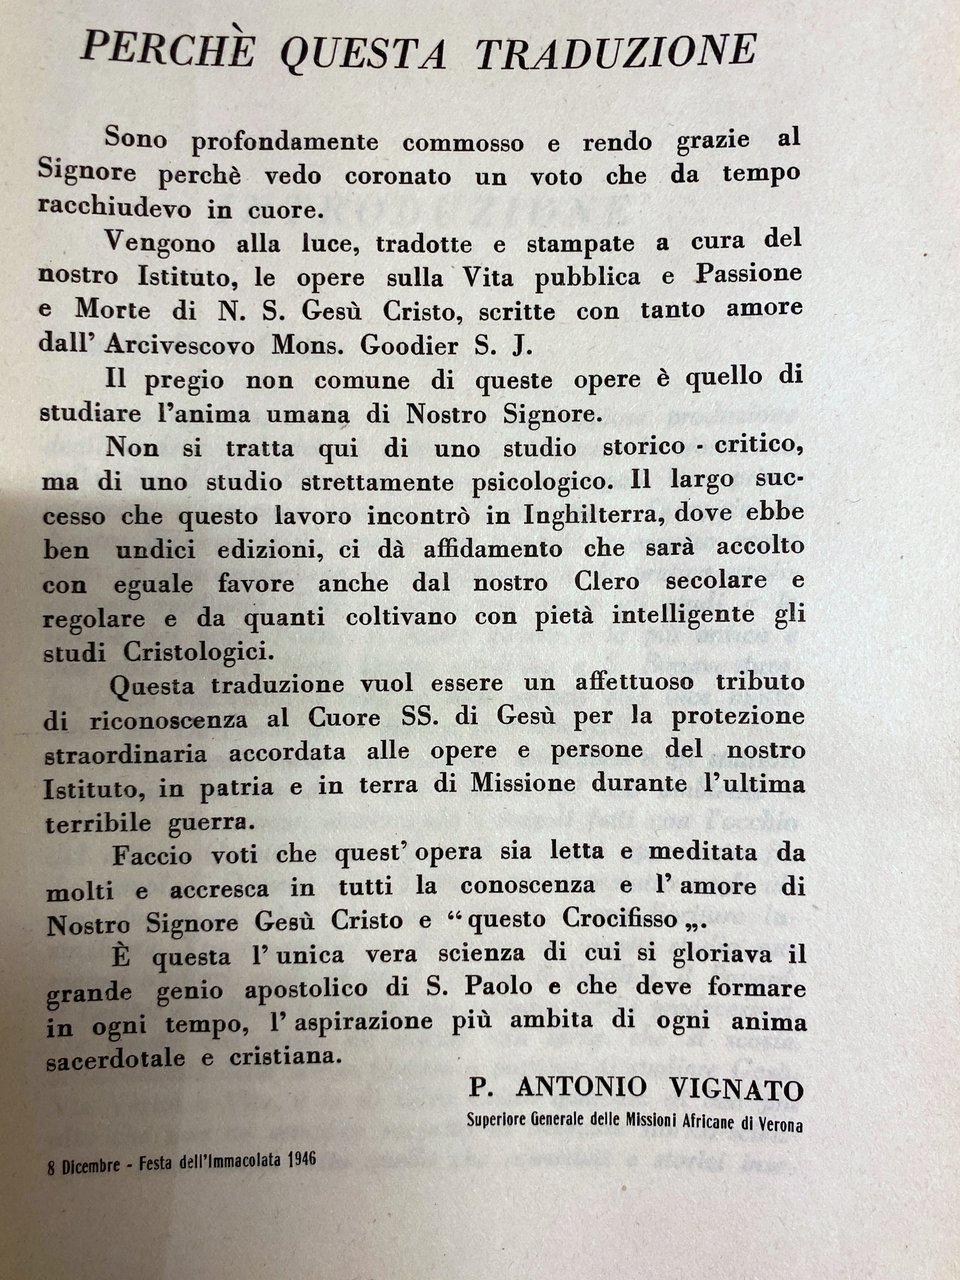 PERCHÈ QUESTA TRADUZIONE
Sono profondamente commosso e rendo grazie al
Signore perchè vedo coronato un voto che da tempo
racchiudevo in cuore.
Vengono alla luce, tradotte e stampate a cura del
nostro Istituto, le opere sulla Vita pubblica e Passione
e Morte di N. S. Gesù Cristo, scritte con tanto amore
dall' Arcivescovo Mons. Goodier S. J.
Il pregio non comune di queste opere è quello di
studiare l'anima umana di Nostro Signore.
Non si tratta qui di uno studio storico - critico,
ma di uno studio strettamente psicologico. Il largo suc-
cesso che questo lavoro incontrò in Inghilterra, dove ebbe
ben undici edizioni, ci dà affidamento che sarà accolto
con eguale favore anche dal nostro Clero secolare e
regolare e da quanti coltivano con pietà intelligente gli
studi Cristologici.
Questa traduzione vuol essere un affettuoso tributo
di riconoscenza al Cuore SS. di Gesù per la protezione
straordinaria accordata alle opere e persone del nostro
Istituto, in patria e in terra di Missione durante l'ultima
terribile guerra.
Faccio voti che quest' opera sia letta e meditata da
molti e accresca in tutti la conoscenza e l' amore di
Nostro Signore Gesù Cristo e “ questo Crocifisso „.
È questa l' unica vera scienza di cui si gloriava il
grande genio apostolico di S. Paolo e che deve formare
in ogni tempo, l' aspirazione più ambita di ogni anima
sacerdotale e cristiana.
P. ANTONIO VIGNATO
Superiore Generale delle Missioni Africane di Verona
8 Dicembre - Festa dell'Immacolata 1946